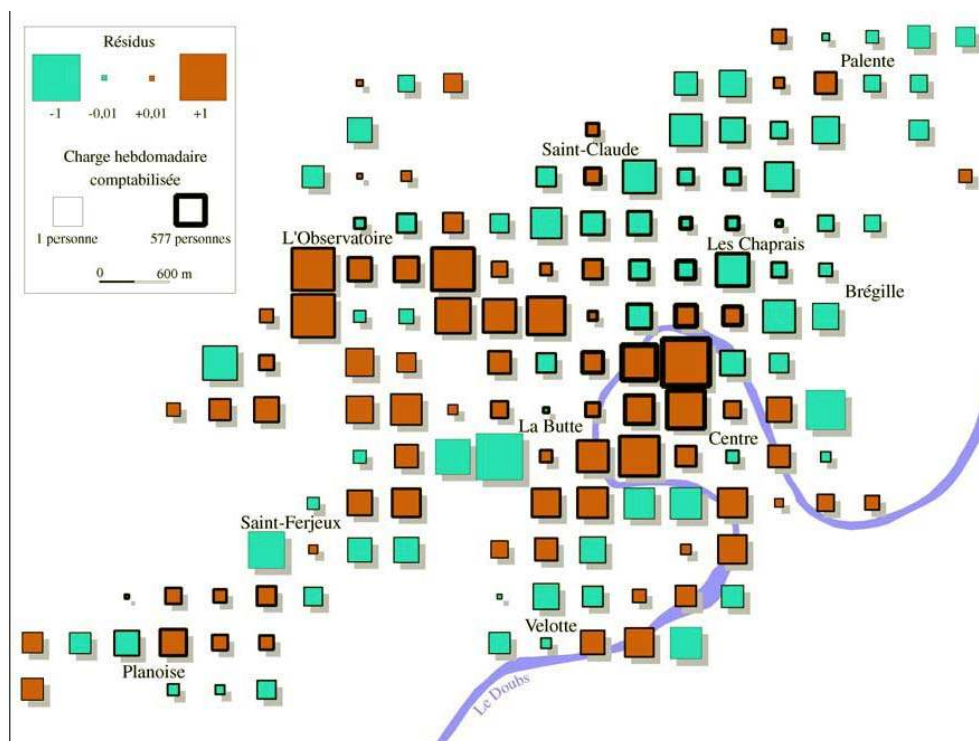 Résidus
-1
-0,01
+0,01
+1
Charge hebdomadaire
comptabilisée
1 personne
577 personnes
0
600 m
Palente
Saint-Claude
L'Observatoire
Les Chaprais
Brégille
La Butte
Centre
Saint-Ferjeux
Velotte
Planoise
Le Doubs